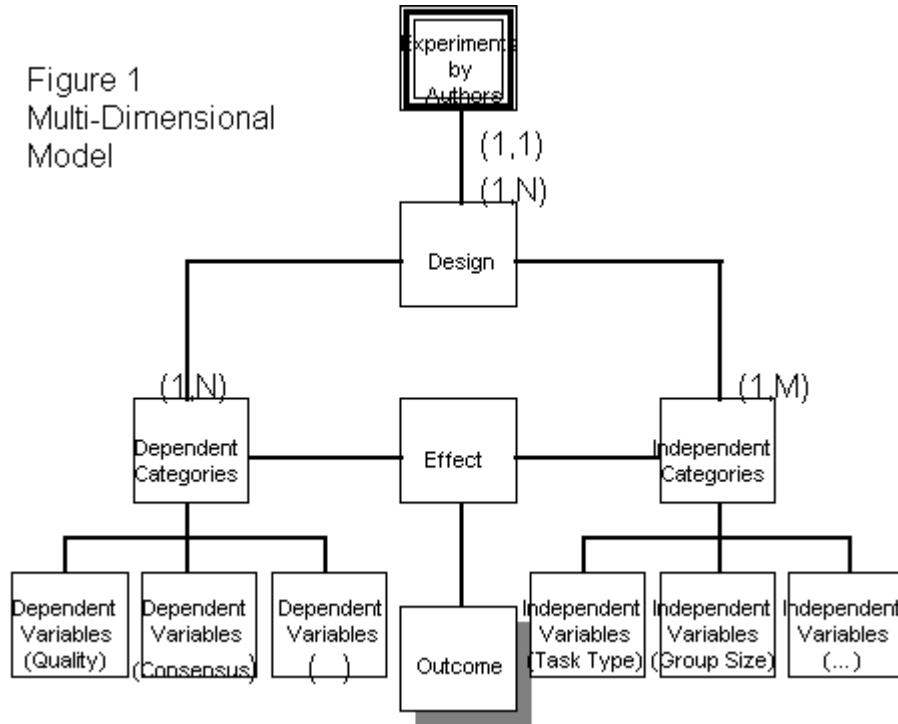 Experiments
by
Authors
Figure 1
Multi-Dimensional
Model
(1,1)
(1,N)
Design
(1,N)
(1,M)
Dependent
Categories
Effect
Independent
Categories
Dependent
Variables
(Quality)
Dependent
Variables
(Consensus)
Dependent
Variables
(...)
Outcome
Independent
Variables
(Task Type)
Independent
Variables
(Group Size)
Independent
Variables
(...)